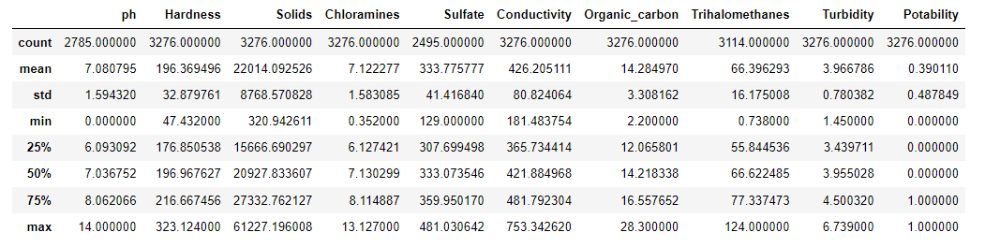 ph Hardness Solids Chloramines Sulfate Conductivity Organic_carbon Trihalomethanes Turbidity Potability
count 2785.000000 3276.000000 3276.000000 3276.000000 2495.000000 3276.000000 3276.000000 3114.000000 3276.000000 3276.000000
mean 7.080795 196.369496 22014.092526 7.122277 333.775777 426.205111 14.284970 66.396293 3.966786 0.390110
std 1.594320 32.879761 8768.570828 1.583085 41.416840 80.824064 3.308162 16.175008 0.780382 0.487849
min 0.000000 47.432000 320.942611 0.352000 129.000000 181.483754 2.200000 0.738000 1.450000 0.000000
25% 6.093092 176.850538 15666.690297 6.127421 307.699498 365.734414 12.065801 55.844536 3.439711 0.000000
50% 7.036752 196.967627 20927.833607 7.130299 333.073546 421.884968 14.218338 66.622485 3.955028 0.000000
75% 8.062066 216.667456 27332.762127 8.114887 359.950170 481.792304 16.557652 77.337473 4.500320 1.000000
max 14.000000 323.124000 61227.196008 13.127000 481.030642 753.342620 28.300000 124.000000 6.739000 1.000000